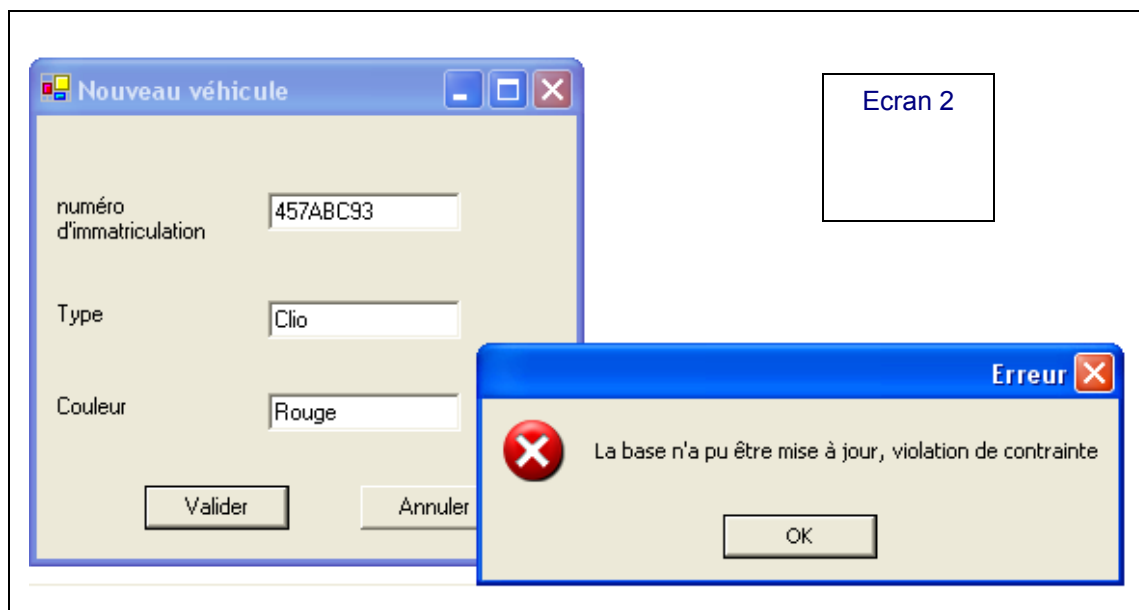 Nouveau véhicule
Ecran 2
numéro
d'immatriculation
457ABC93
Type
Clio
Couleur
Rouge
Valider
Annuler
Erreur
La base n'a pu être mise à jour, violation de contrainte
OK